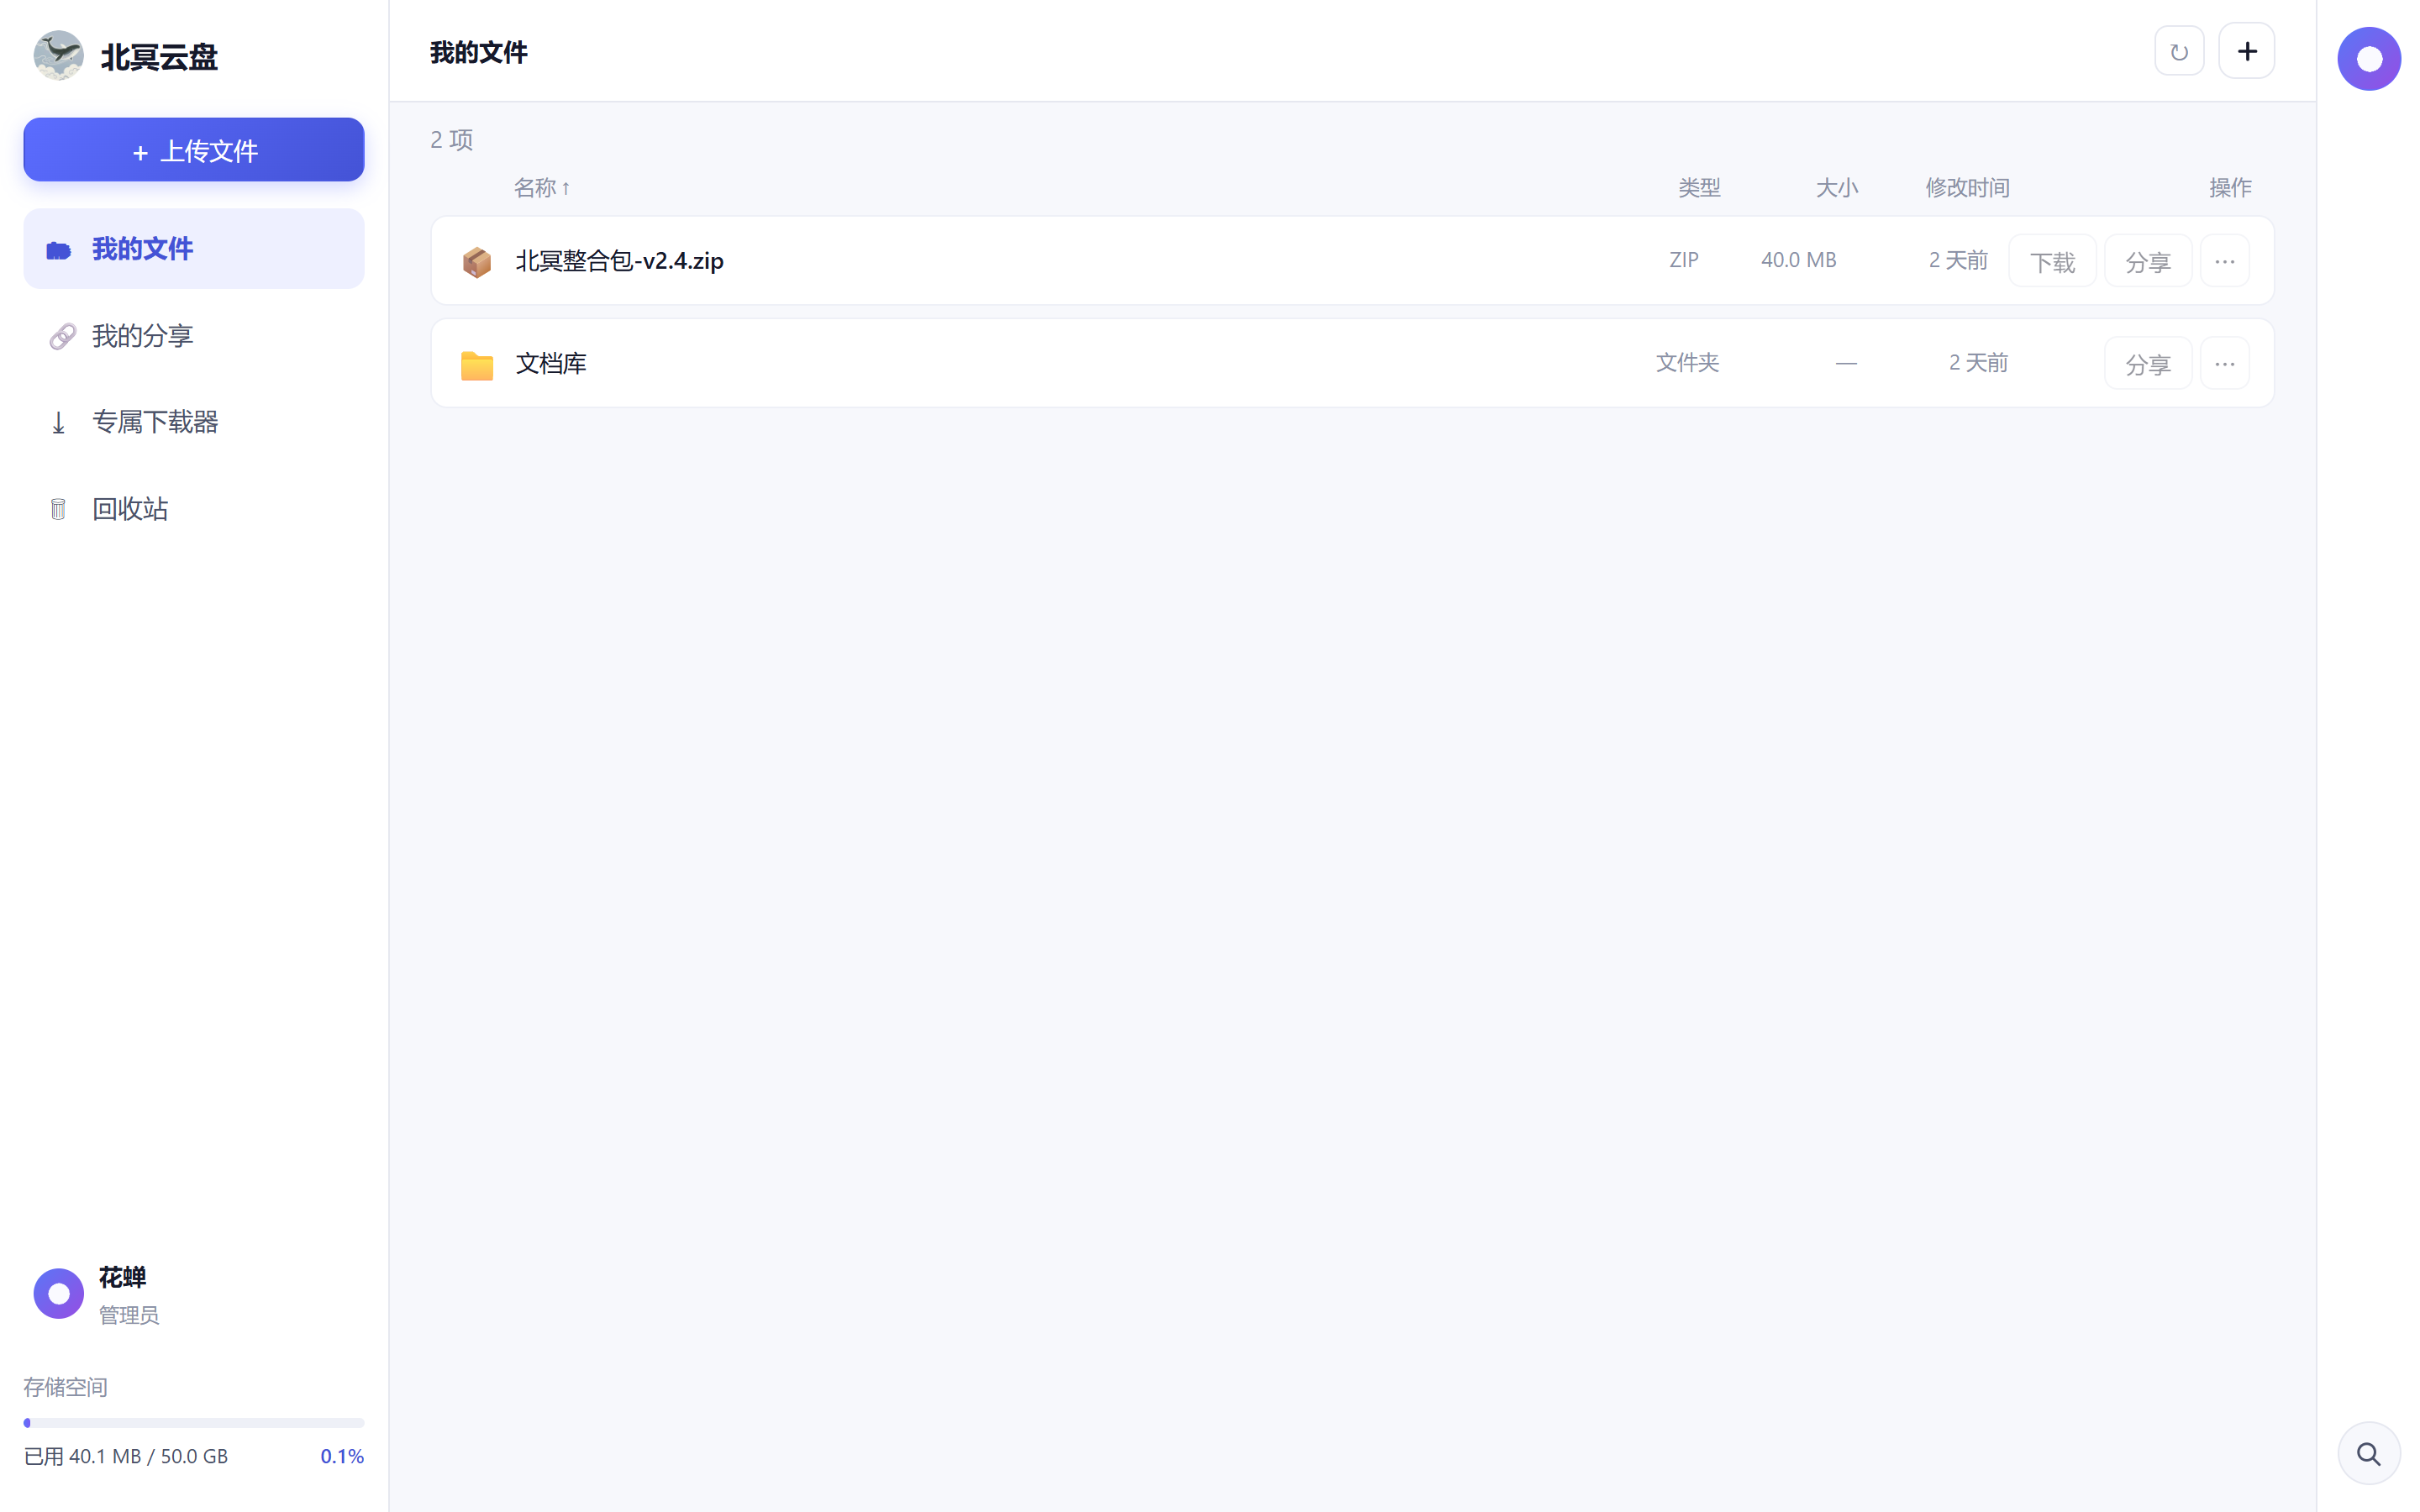 北冥云盘
+ 上传文件
我的文件
我的分享
专属下载器
回收站
花蝉
管理员
存储空间
已用 40.1 MB / 50.0 GB 0.1%
我的文件
2 项
名称 ↑ 类型 大小 修改时间 操作
北冥整合包-v2.4.zip ZIP 40.0 MB 2 天前 下载 分享 ···
文档库 文件夹 — 2 天前 分享 ···